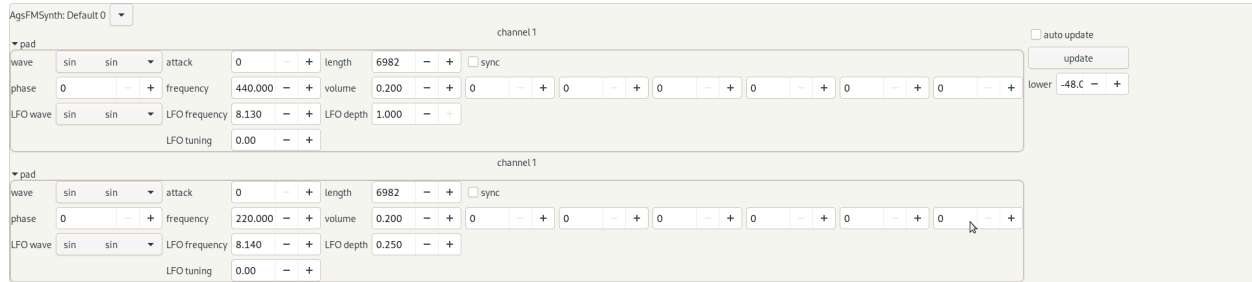 AgsFMSynth: Default 0
channel 1
auto update
pad
wave sin sin attack 0 length 6982 sync
update
phase 0 frequency 440.000 volume 0.200 0 0 0 0 0 0
lower -48.0
LFO wave sin sin LFO frequency 8.130 LFO depth 1.000
LFO tuning 0.00
channel 1
pad
wave sin sin attack 0 length 6982 sync
phase 0 frequency 220.000 volume 0.200 0 0 0 0 0 0
LFO wave sin sin LFO frequency 8.140 LFO depth 0.250
LFO tuning 0.00